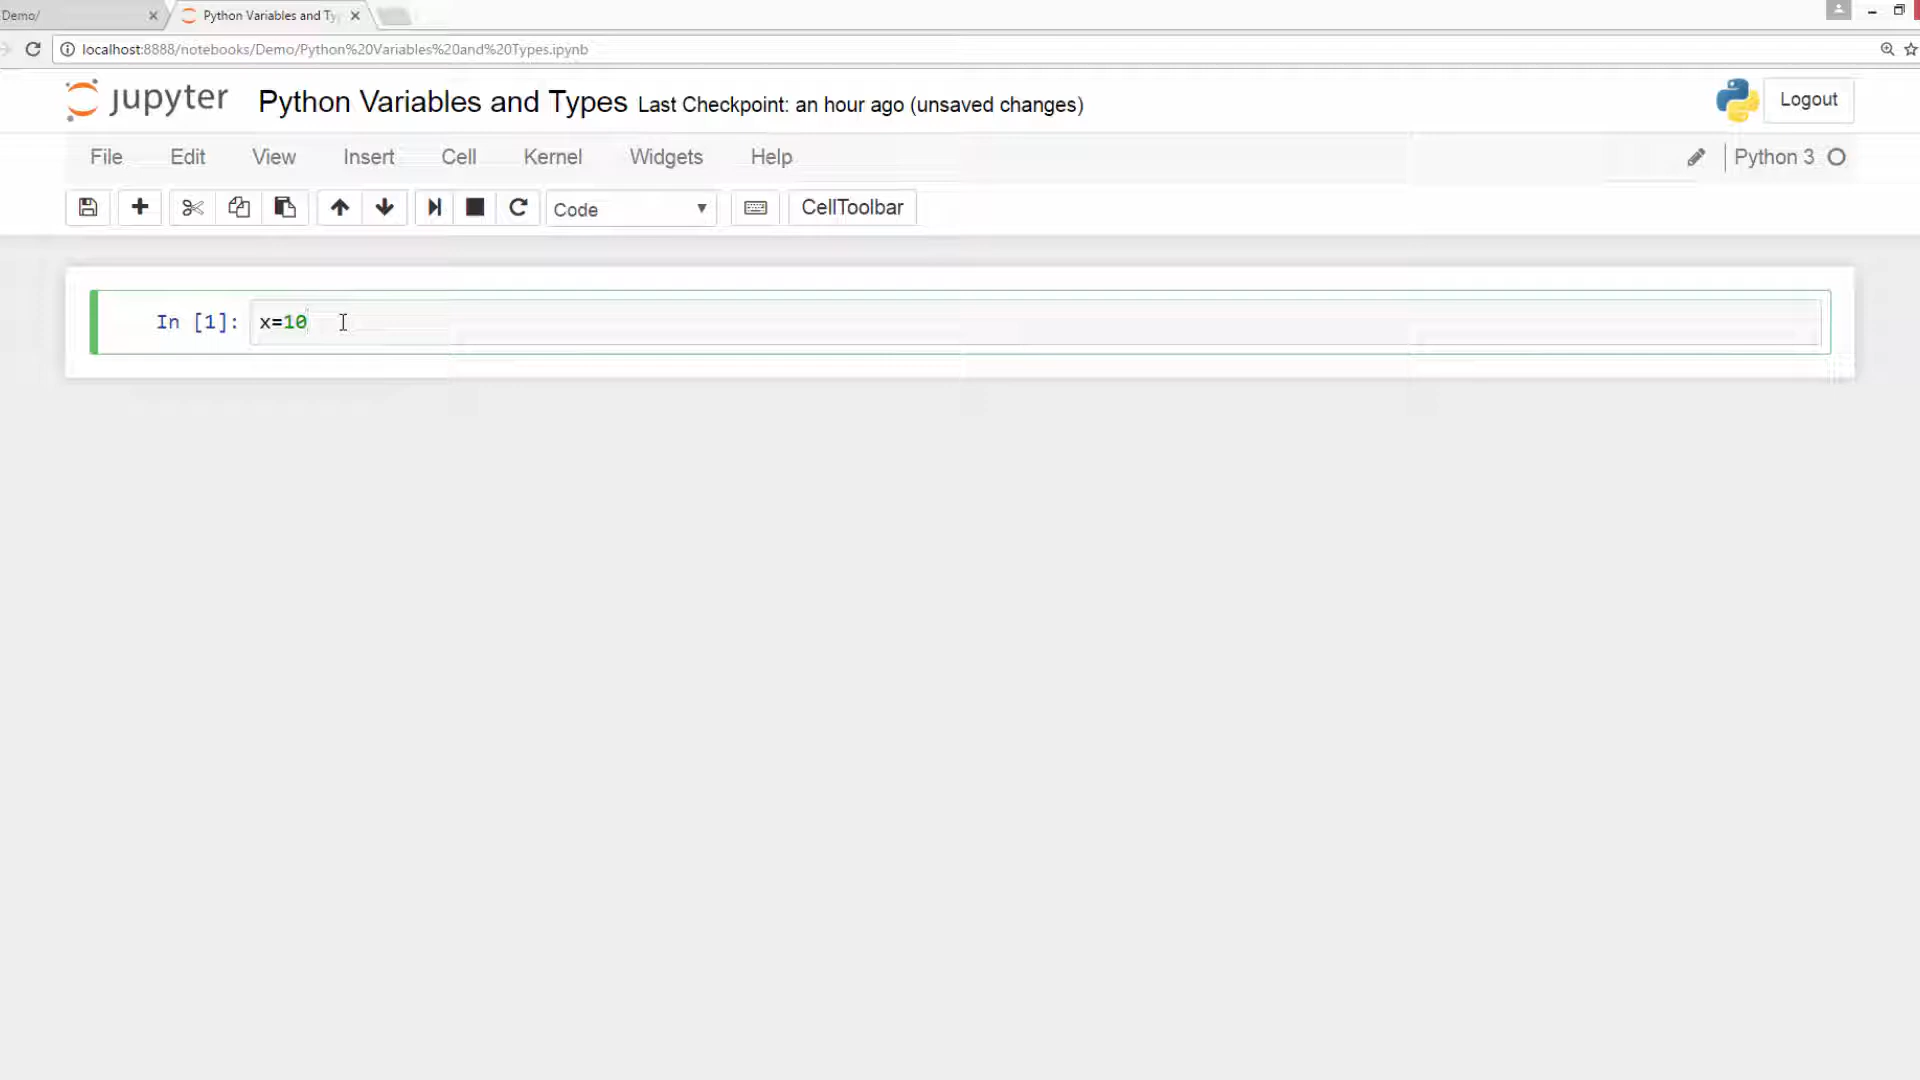 Demo/
Python Variables and Ty
localhost:8888/notebooks/Demo/Python%20Variables%20and%20Types.ipynb
jupyter Python Variables and Types Last Checkpoint: an hour ago (unsaved changes)
Logout
File Edit View Insert Cell Kernel Widgets Help
Python 3
Code
CellToolbar
In [1]: x=10